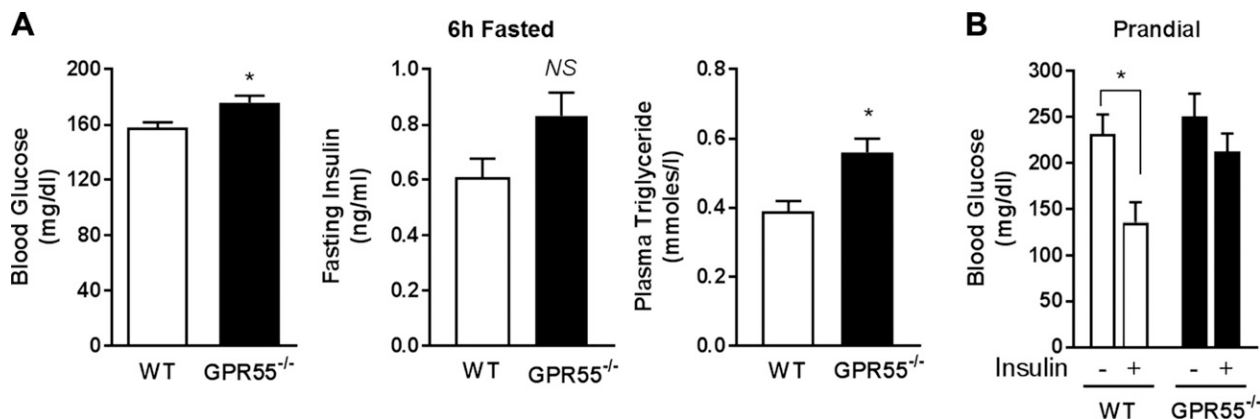 A
6h Fasted
B
Prandial
Blood Glucose
(mg/dl)
200
160
120
80
40
0
*
WT
GPR55-/-
Fasting Insulin
(ng/ml)
1.0
0.8
0.6
0.4
0.2
0.0
NS
WT
GPR55-/-
Plasma Triglyceride
(mmoles/l)
0.8
0.6
0.4
0.2
0.0
*
WT
GPR55-/-
Blood Glucose
(mg/dl)
300
250
200
150
100
50
0
*
Insulin - + - +
WT GPR55-/-